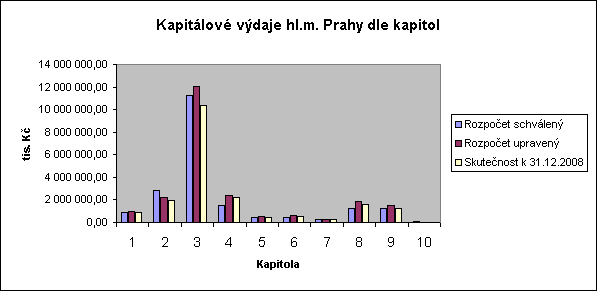 Kapitálové výdaje hl.m. Prahy dle kapitol
tis. Kč
14 000 000,00
12 000 000,00
10 000 000,00
8 000 000,00
6 000 000,00
4 000 000,00
2 000 000,00
0,00
1 2 3 4 5 6 7 8 9 10
Kapitola
Rozpočet schválený
Rozpočet upravený
Skutečnost k 31.12.2008